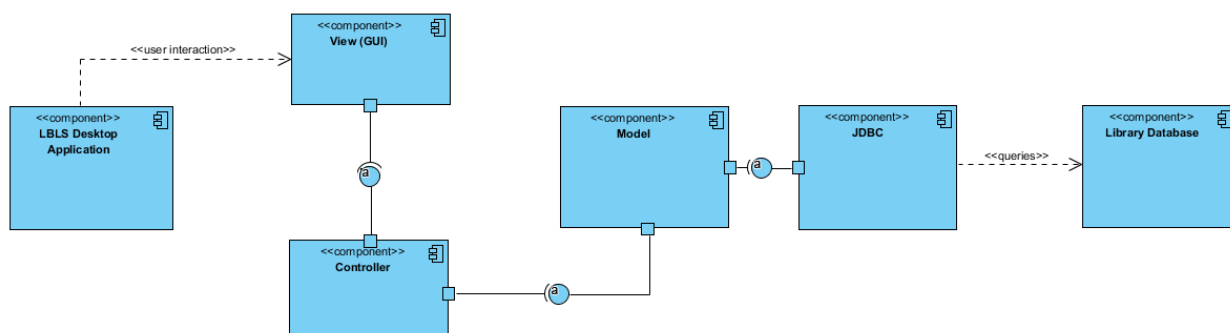 <<component>>
View (GUI)
<<user interaction>>
<<component>>
LBLS Desktop
Application
<<component>>
Model
<<component>>
JDBC
<<component>>
Library Database
<<queries>>
a
a
<<component>>
Controller
a